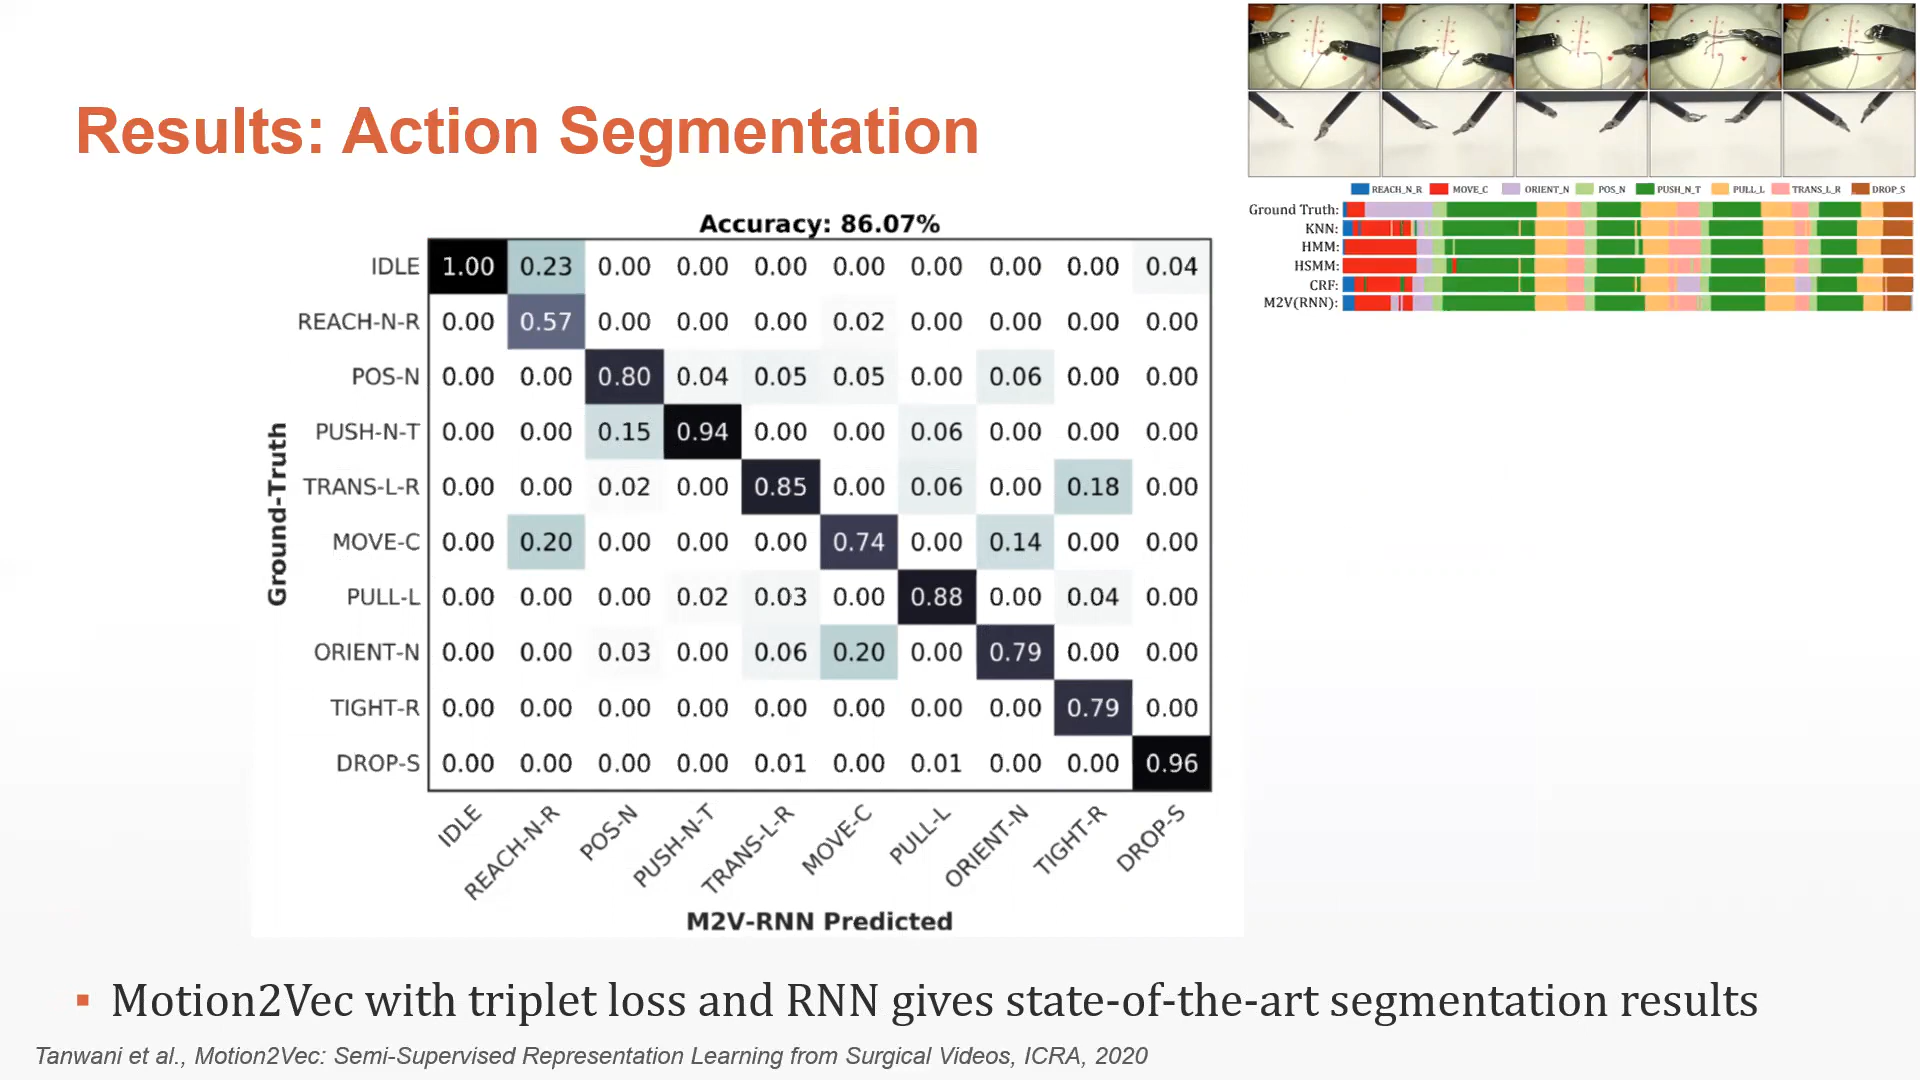 Results: Action Segmentation
REACH_N_R MOVE_C ORIENT_N POS_N PUSH_N_T PULL_L TRANS_L_R DROP_S
Ground Truth:
KNN:
HMM:
HSMM:
CRF:
M2V(RNN):
Accuracy: 86.07%
Ground-Truth
IDLE 1.00 0.23 0.00 0.00 0.00 0.00 0.00 0.00 0.00 0.04
REACH-N-R 0.00 0.57 0.00 0.00 0.00 0.02 0.00 0.00 0.00 0.00
POS-N 0.00 0.00 0.80 0.04 0.05 0.05 0.00 0.06 0.00 0.00
PUSH-N-T 0.00 0.00 0.15 0.94 0.00 0.00 0.06 0.00 0.00 0.00
TRANS-L-R 0.00 0.00 0.02 0.00 0.85 0.00 0.06 0.00 0.18 0.00
MOVE-C 0.00 0.20 0.00 0.00 0.00 0.74 0.00 0.14 0.00 0.00
PULL-L 0.00 0.00 0.00 0.02 0.03 0.00 0.88 0.00 0.04 0.00
ORIENT-N 0.00 0.00 0.03 0.00 0.06 0.20 0.00 0.79 0.00 0.00
TIGHT-R 0.00 0.00 0.00 0.00 0.00 0.00 0.00 0.00 0.79 0.00
DROP-S 0.00 0.00 0.00 0.00 0.01 0.00 0.01 0.00 0.00 0.96
IDLE REACH-N-R POS-N PUSH-N-T TRANS-L-R MOVE-C PULL-L ORIENT-N TIGHT-R DROP-S
M2V-RNN Predicted
▪ Motion2Vec with triplet loss and RNN gives state-of-the-art segmentation results
Tanwani et al., Motion2Vec: Semi-Supervised Representation Learning from Surgical Videos, ICRA, 2020